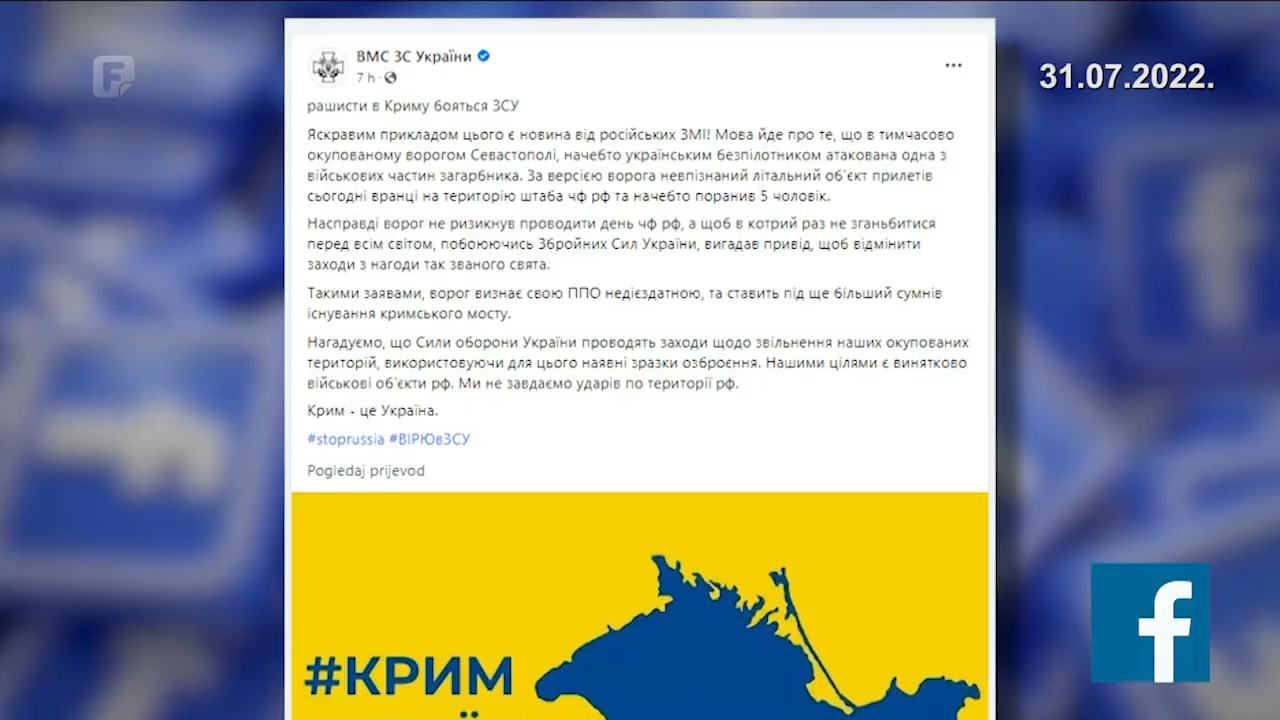 ВМС ЗС України
7 h ·
31.07.2022.
рашисти в Криму бояться ЗСУ
Яскравим прикладом цього є новина від російських ЗМІ! Мова йде про те, що в тимчасово
окупованому ворогом Севастополі, начебто українським безпілотником атакована одна з
військових частин загарбника. За версією ворога невпізнаний літальний об'єкт прилетів
сьогодні вранці на територію штаба чф рф та начебто поранив 5 чоловік.
Насправді ворог не ризикнув проводити день чф рф, а щоб в котрий раз не зганьбитися
перед всім світом, побоюючись Збройних Сил України, вигадав привід, щоб відмінити
заходи з нагоди так званого свята.
Такими заявами, ворог визнає свою ППО недієздатною, та ставить під ще більший сумнів
існування кримського мосту.
Нагадуємо, що Сили оборони України проводять заходи щодо звільнення наших окупованих
територій, використовуючи для цього наявні зразки озброєння. Нашими цілями є винятково
військові об'єкти рф. Ми не завдаємо ударів по території рф.
Крим - це Україна.
#stoprussia #ВІРЮвЗСУ
Pogledaj prijevod
#КРИМ
f